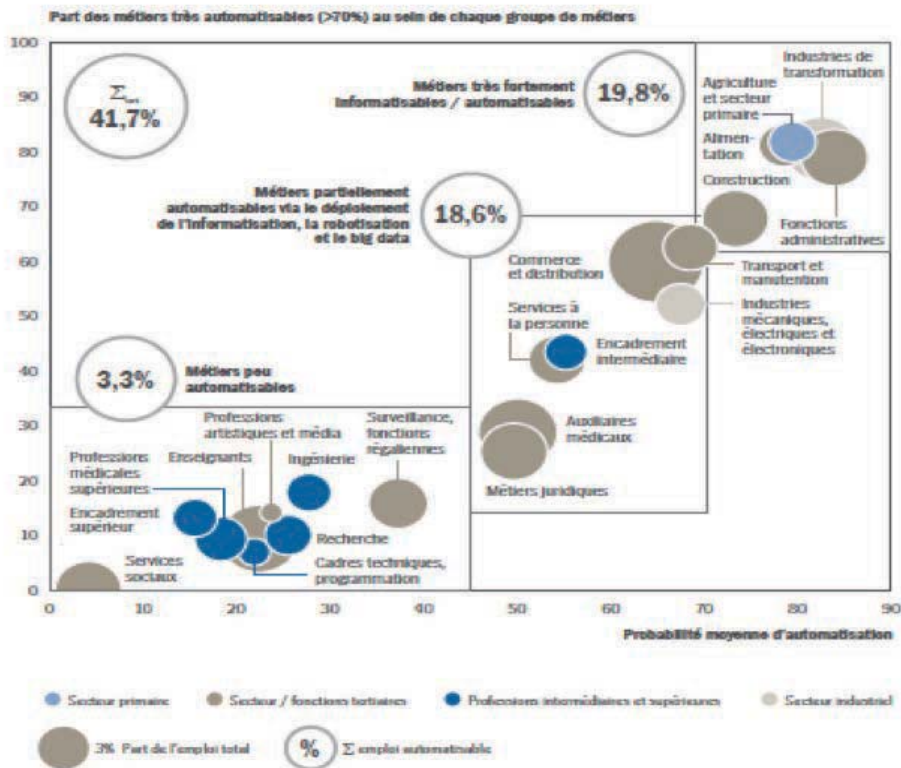 Part des métiers très automatisables (>70%) au sein de chaque groupe de métiers
100
90
80
70
60
50
40
30
20
10
0
Σ
41,7%
Métiers très fortement
informatisables / automatisables
19,8%
Métiers partiellement
automatisables via le déploiement
de l'informatisation, la robotisation
et le big data
18,6%
3,3%
Métiers peu
automatisables
Industries de
transformation
Agriculture
et secteur
primaire
Alimen-
tation
Construction
Fonctions
administratives
Commerce
et distribution
Transport et
manutention
Services à
la personne
Industries
mécaniques,
électriques et
électroniques
Encadrement
intermédiaire
Auxiliaires
médicaux
Métiers juridiques
Professions
artistiques et média
Surveillance,
fonctions
régaliennes
Professions
médicales
supérieures
Enseignants
Ingénierie
Encadrement
supérieur
Recherche
Services
sociaux
Cadres techniques,
programmation
0 10 20 30 40 50 60 70 80 90
Probabilité moyenne d'automatisation
Secteur primaire
Secteur / fonctions tertiaires
Professions intermédiaires et supérieures
Secteur industriel
3% Part de l'emploi total
% Σ emploi automatisable